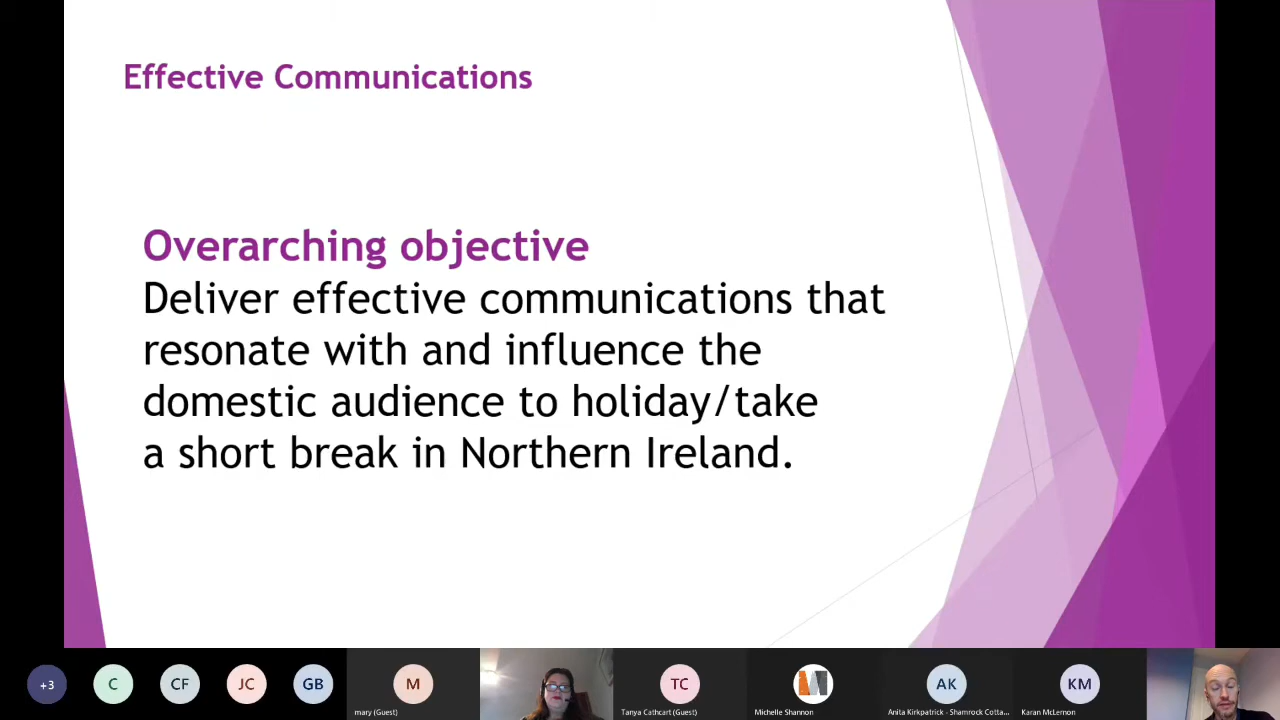 Effective Communications
Overarching objective
Deliver effective communications that
resonate with and influence the
domestic audience to holiday/take
a short break in Northern Ireland.
+3
C
CF
JC
GB
M
TC
AK
KM
mary (Guest)
Tanya Cathcart (Guest)
Michelle Shannon
Anita Kirkpatrick - Shamrock Cotta...
Karan McLernon